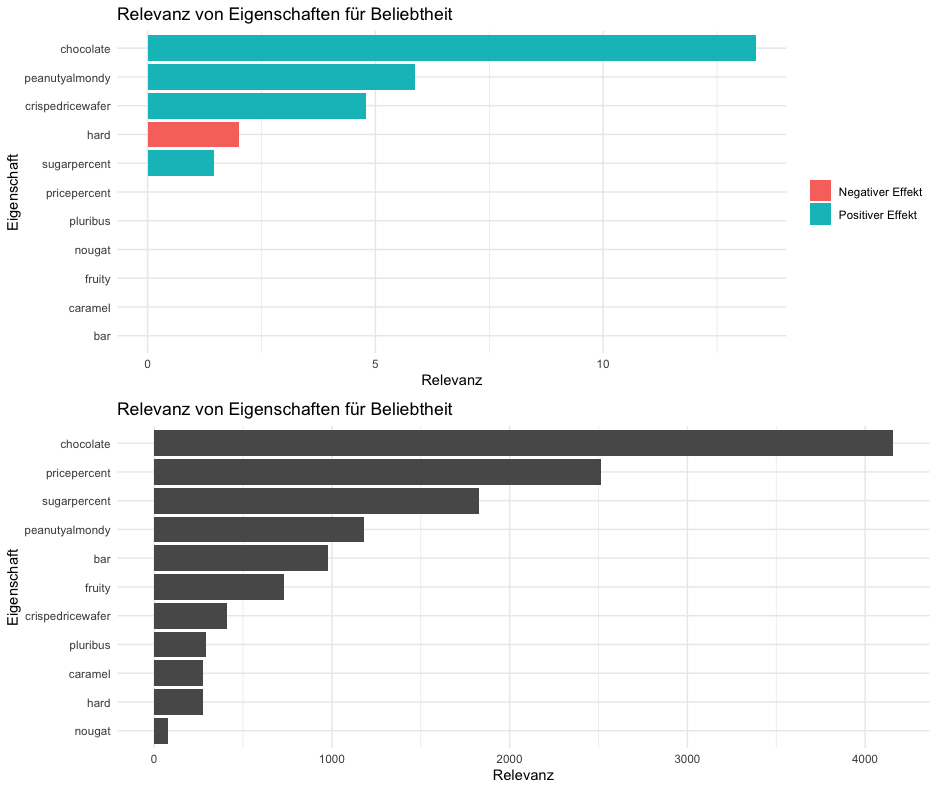 Relevanz von Eigenschaften für Beliebtheit
Eigenschaft
chocolate
peanutyalmondy
crispedricewafer
hard
sugarpercent
pricepercent
pluribus
nougat
fruity
caramel
bar
0 5 10
Relevanz
Negativer Effekt
Positiver Effekt
Relevanz von Eigenschaften für Beliebtheit
Eigenschaft
chocolate
pricepercent
sugarpercent
peanutyalmondy
bar
fruity
crispedricewafer
pluribus
caramel
hard
nougat
0 1000 2000 3000 4000
Relevanz